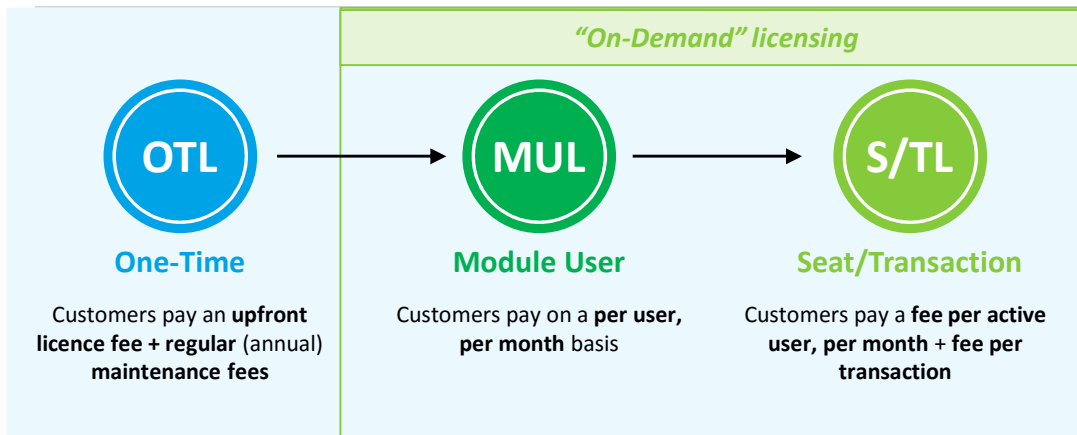 “On-Demand” licensing
OTL
MUL
S/TL
One-Time
Module User
Seat/Transaction
Customers pay an upfront
licence fee + regular (annual)
maintenance fees
Customers pay on a per user,
per month basis
Customers pay a fee per active
user, per month + fee per
transaction